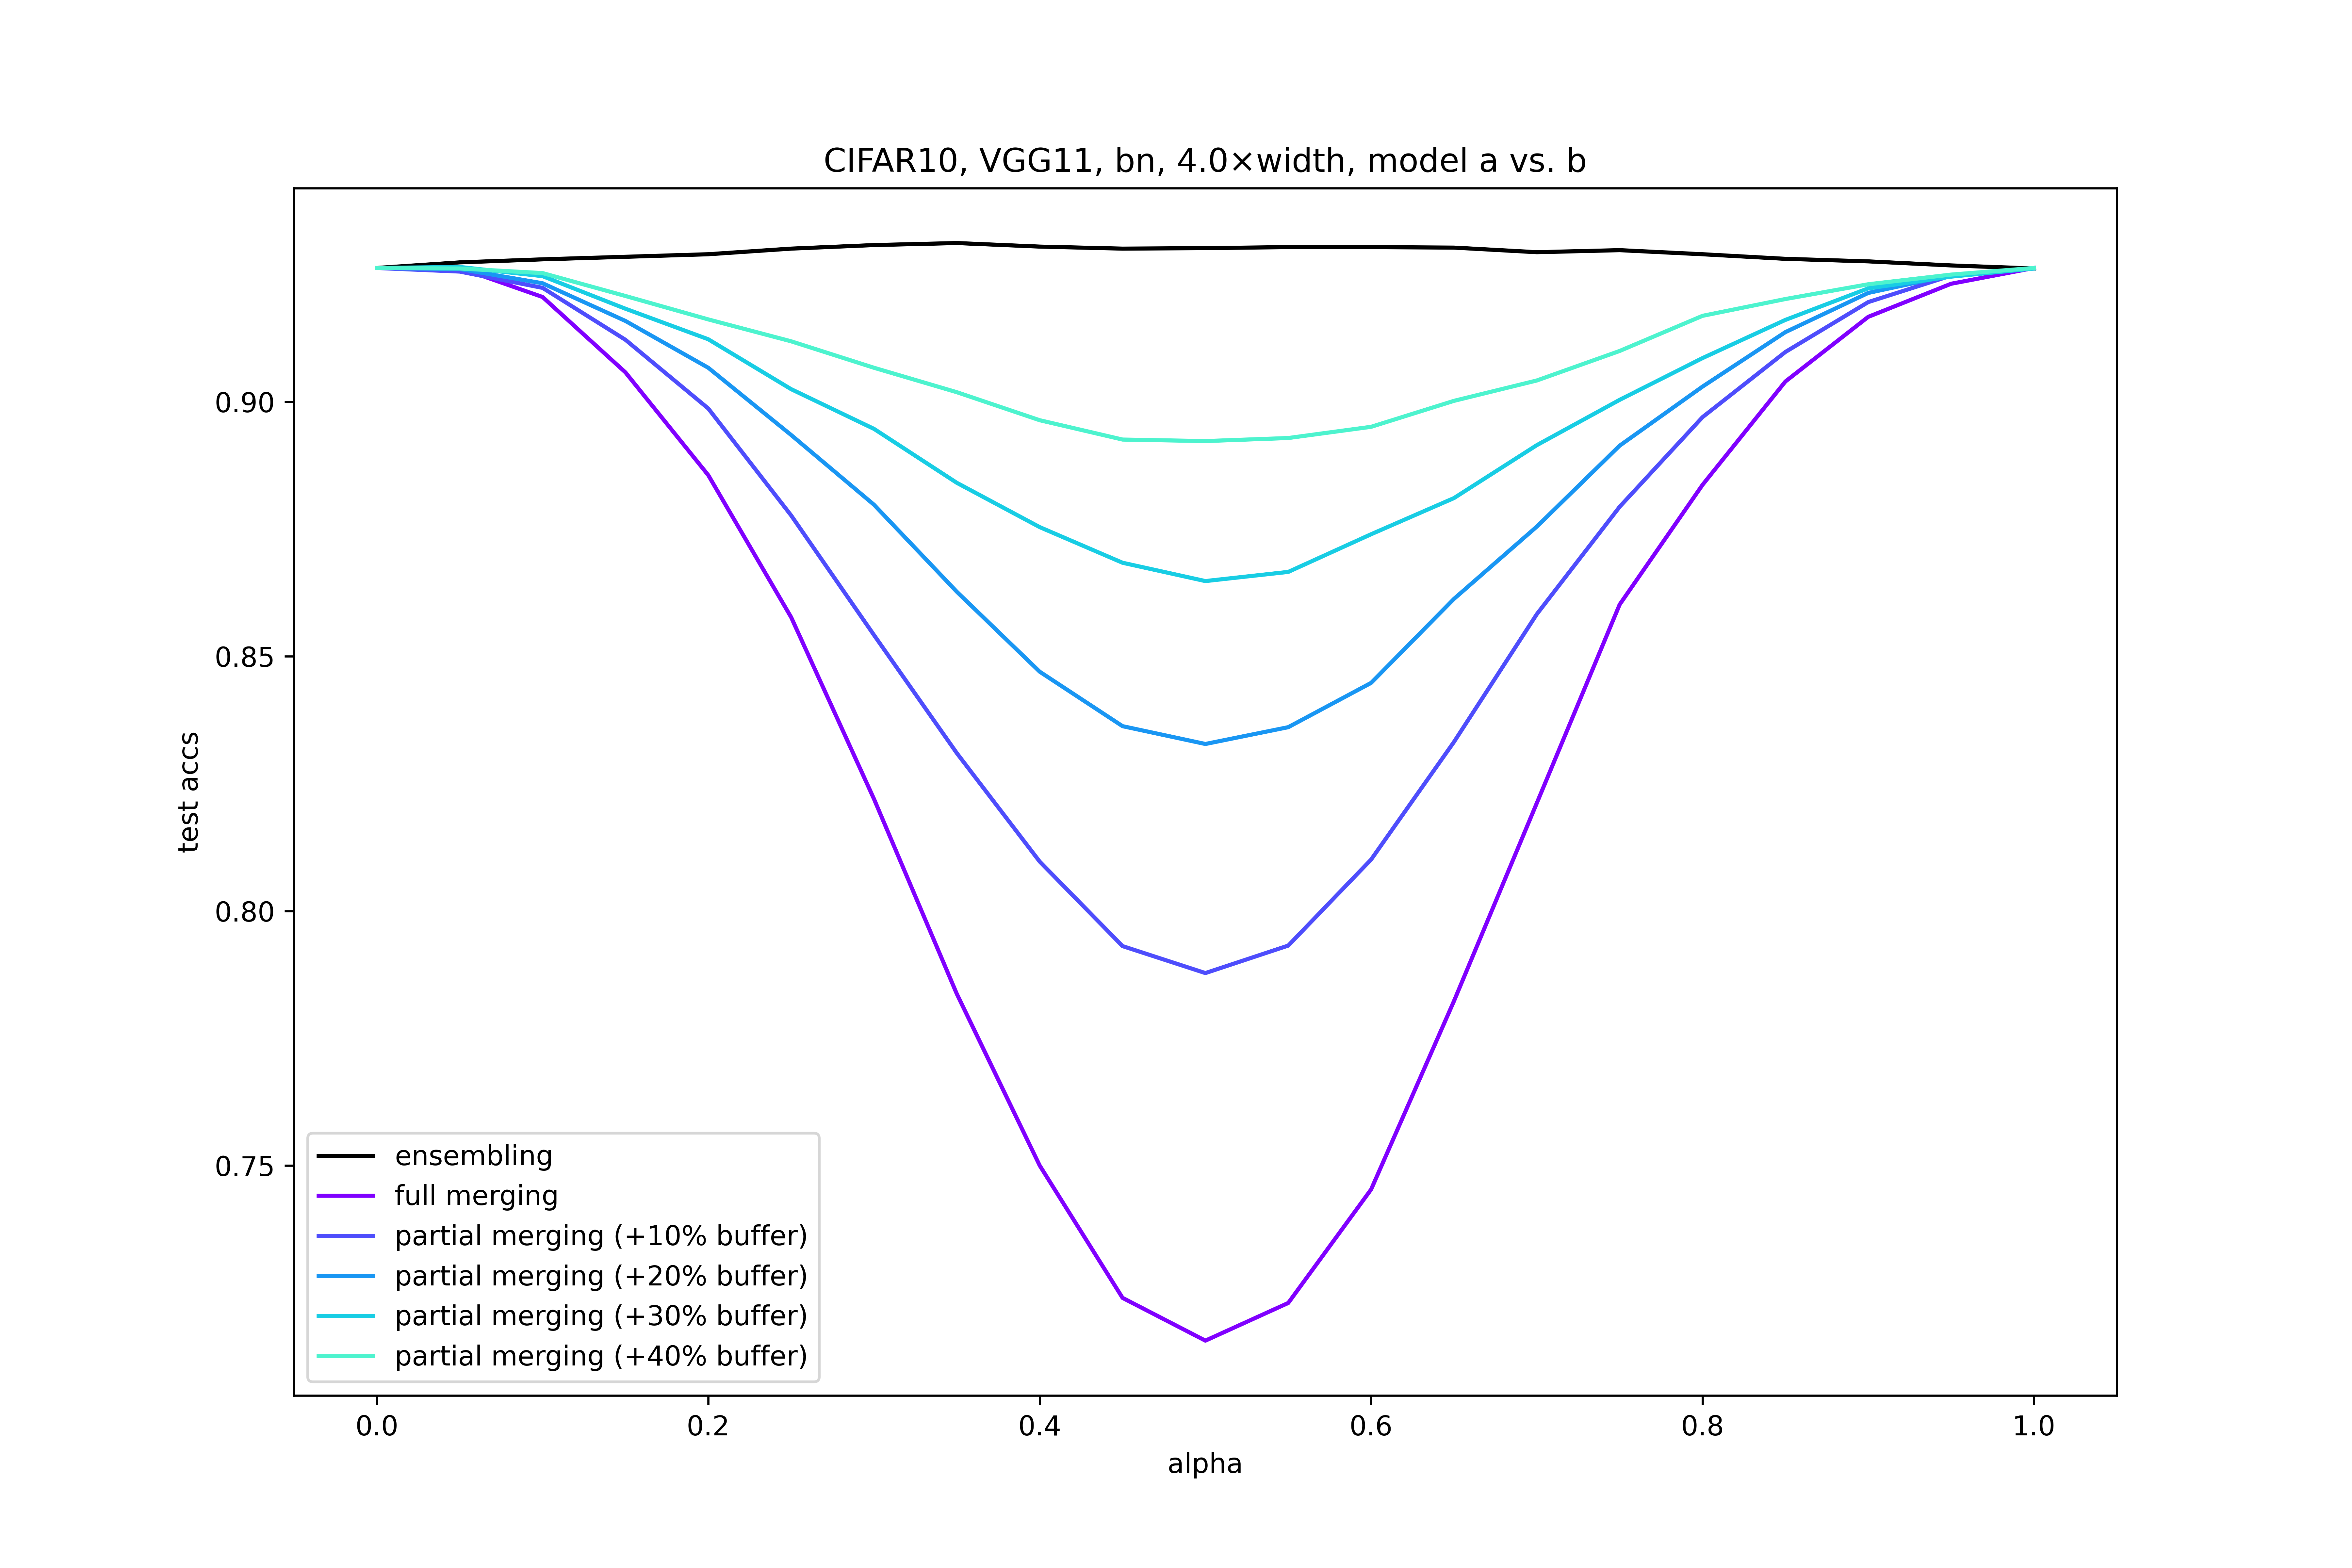 CIFAR10, VGG11, bn, 4.0×width, model a vs. b
test accs
0.90
0.85
0.80
0.75
ensembling
full merging
partial merging (+10% buffer)
partial merging (+20% buffer)
partial merging (+30% buffer)
partial merging (+40% buffer)
0.0 0.2 0.4 0.6 0.8 1.0
alpha